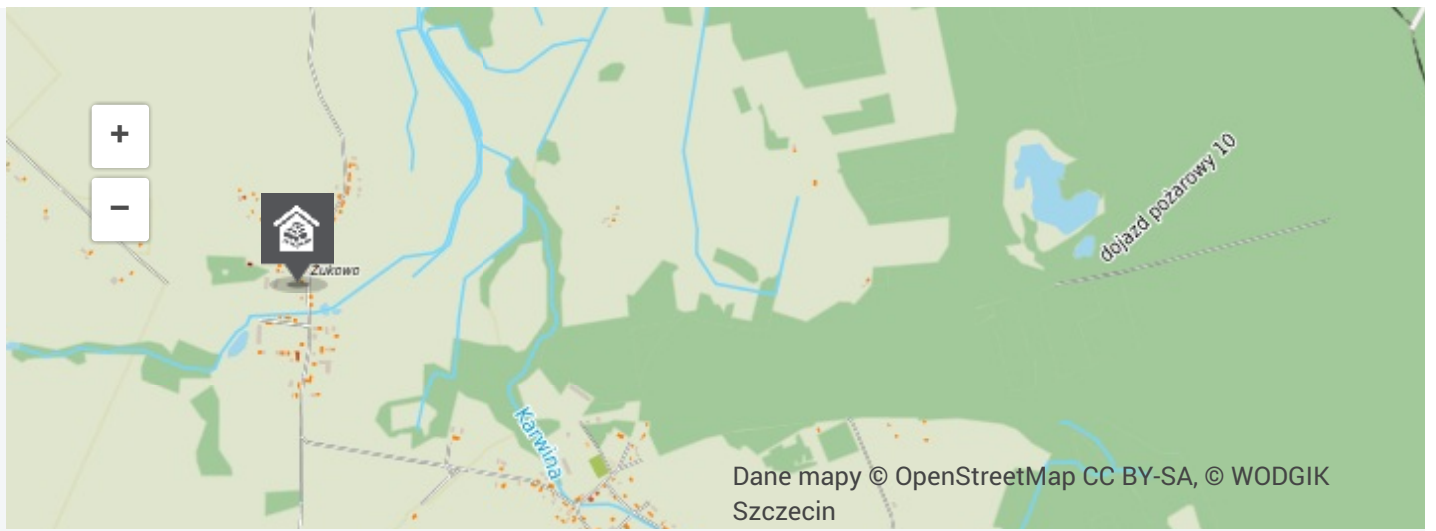 +
−
dojazd pożarowy 10
Żukowo
Karwina
Dane mapy © OpenStreetMap CC BY-SA, © WODGIK
Szczecin